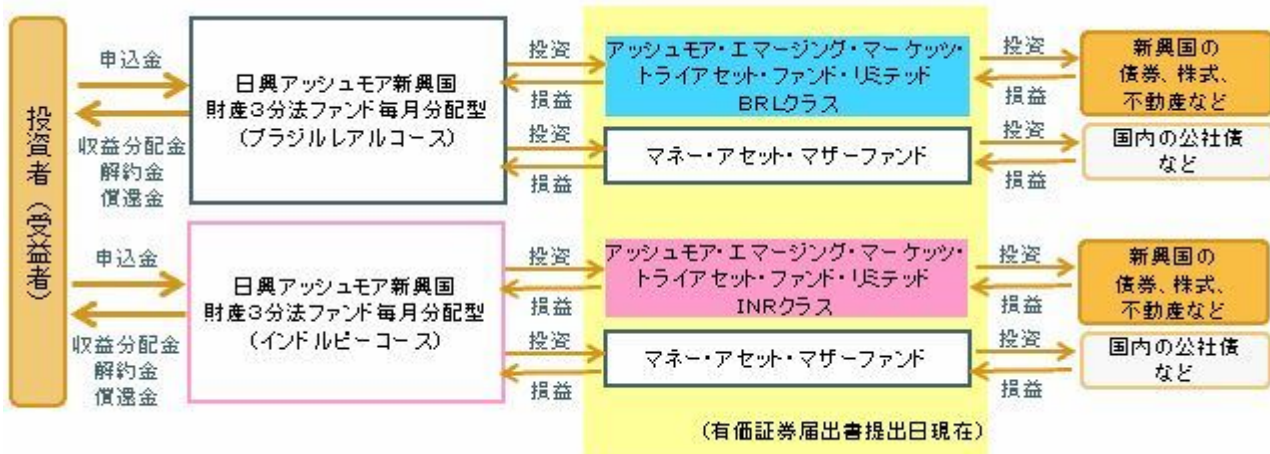 投資者（受益者）
申込金
収益分配金
解約金
償還金
日興アッシュモア新興国
財産3分法ファンド毎月分配型
（ブラジルレアルコース）
投資
損益
投資
損益
アッシュモア・エマージング・マーケッツ・
トライアセット・ファンド・リミテッド
BRLクラス
マネー・アセット・マザーファンド
投資
損益
投資
損益
新興国の
債券、株式、
不動産など
国内の公社債
など
申込金
収益分配金
解約金
償還金
日興アッシュモア新興国
財産3分法ファンド毎月分配型
（インドルピーコース）
投資
損益
投資
損益
アッシュモア・エマージング・マーケッツ・
トライアセット・ファンド・リミテッド
INRクラス
マネー・アセット・マザーファンド
投資
損益
投資
損益
新興国の
債券、株式、
不動産など
国内の公社債
など
（有価証券届出書提出日現在）